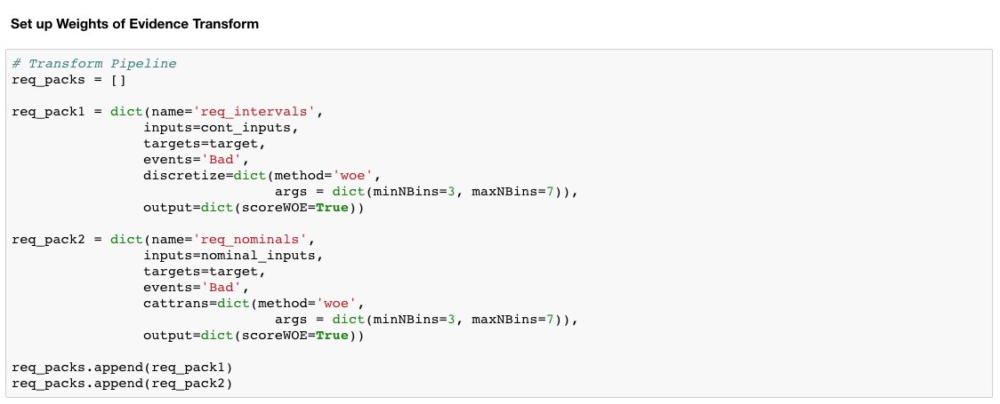 Set up Weights of Evidence Transform
# Transform Pipeline
req_packs = []
req_pack1 = dict(name='req_intervals',
inputs=cont_inputs,
targets=target,
events='Bad',
discretize=dict(method='woe',
args = dict(minNBins=3, maxNBins=7)),
output=dict(scoreWOE=True))
req_pack2 = dict(name='req_nominals',
inputs=nominal_inputs,
targets=target,
events='Bad',
cattrans=dict(method='woe',
args = dict(minNBins=3, maxNBins=7)),
output=dict(scoreWOE=True))
req_packs.append(req_pack1)
req_packs.append(req_pack2)